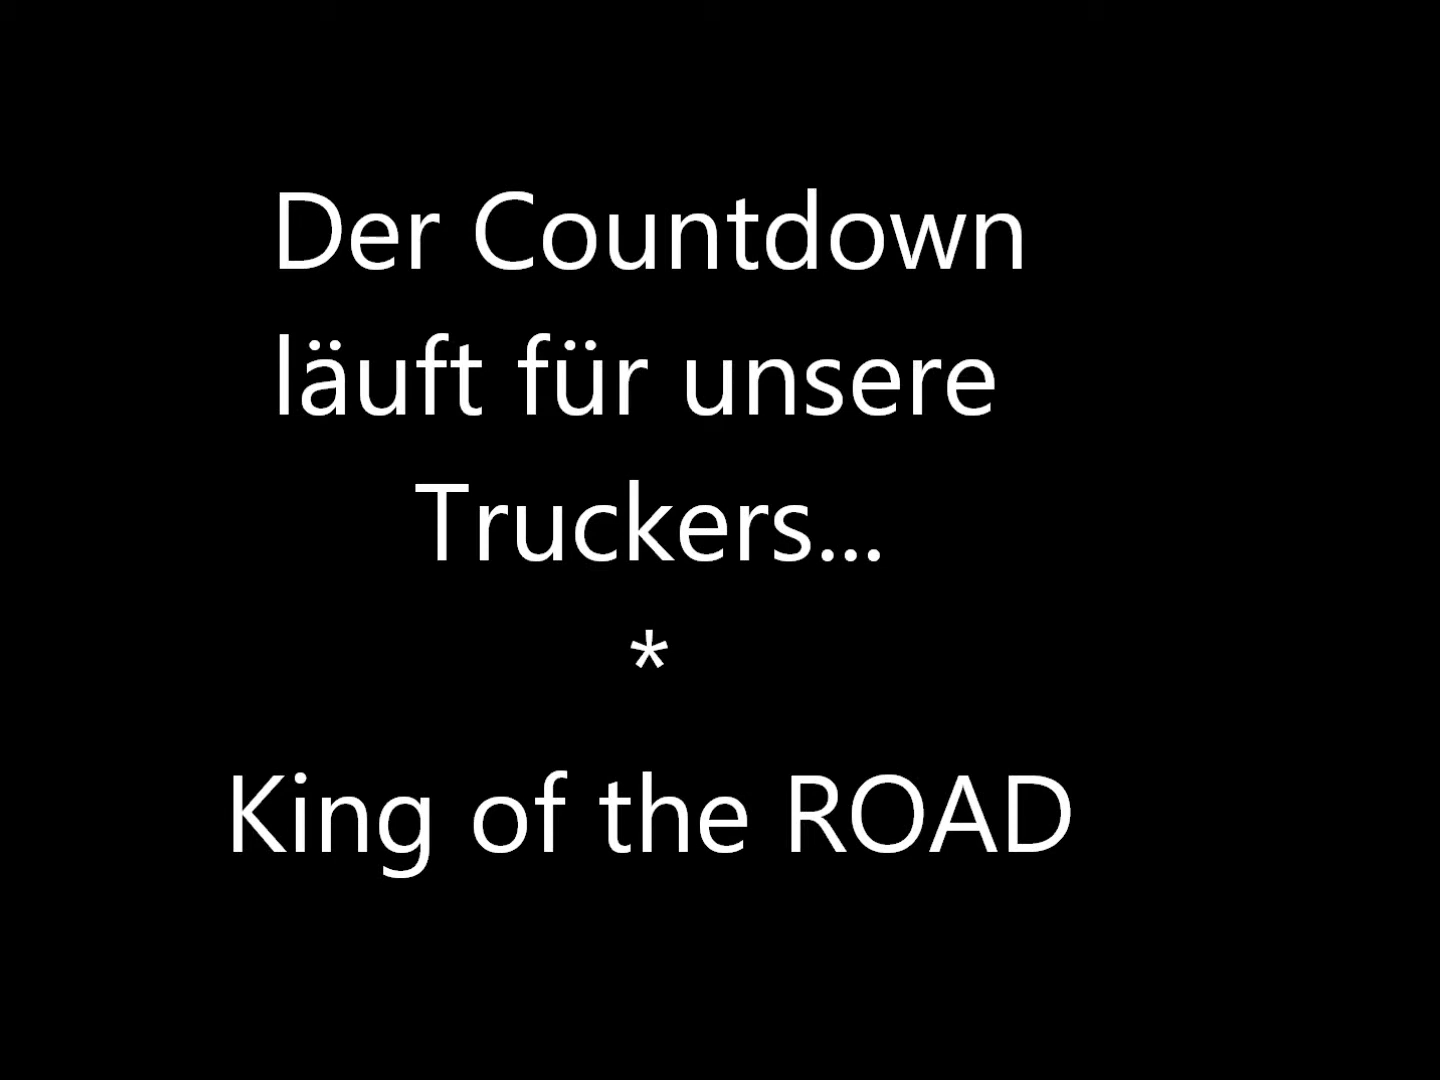 Der Countdown
läuft für unsere
Truckers...
*
King of the ROAD